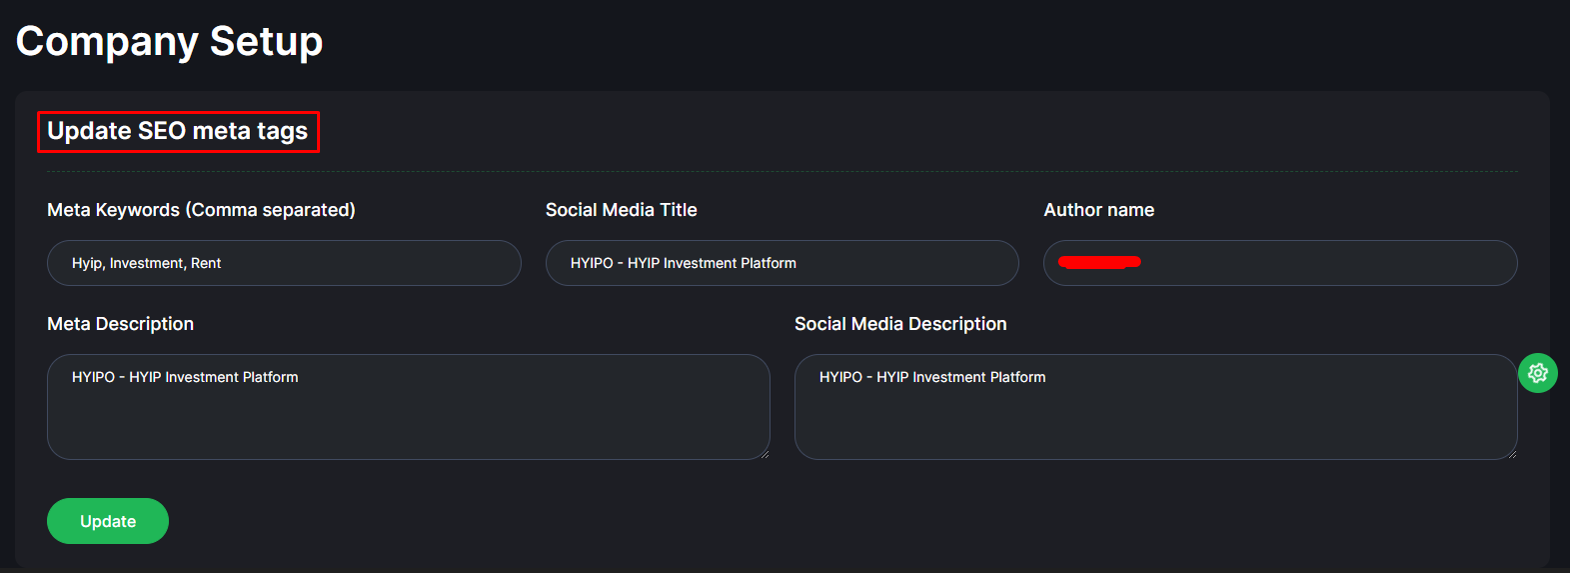 Company Setup
Update SEO meta tags
Meta Keywords (Comma separated)
Social Media Title
Author name
Hyip, Investment, Rent
HYIPO - HYIP Investment Platform
Meta Description
Social Media Description
HYIPO - HYIP Investment Platform
HYIPO - HYIP Investment Platform
Update